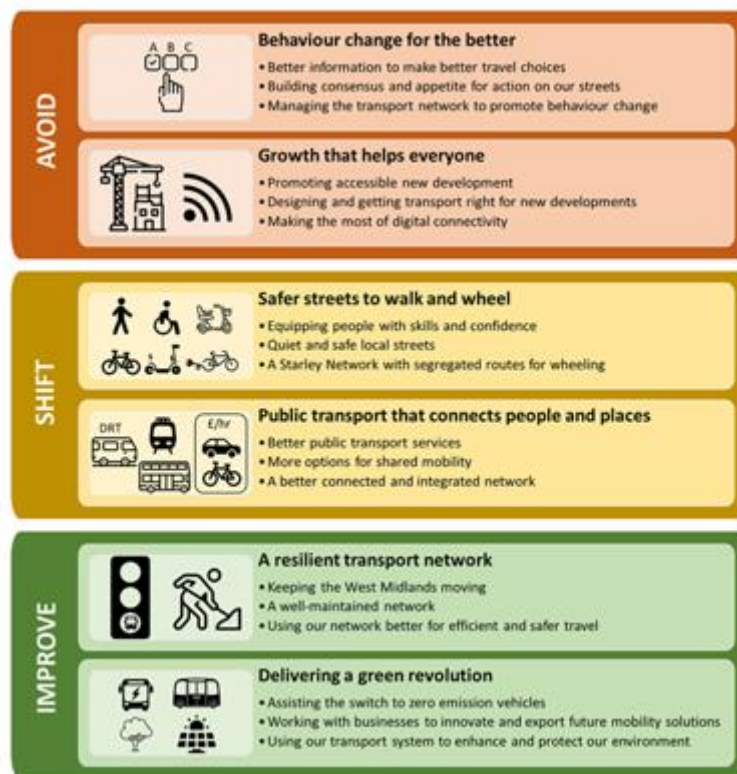 AVOID
A B C
Behaviour change for the better
• Better information to make better travel choices
• Building consensus and appetite for action on our streets
• Managing the transport network to promote behaviour change
Growth that helps everyone
• Promoting accessible new development
• Designing and getting transport right for new developments
• Making the most of digital connectivity
SHIFT
Safer streets to walk and wheel
• Equipping people with skills and confidence
• Quiet and safe local streets
• A Starley Network with segregated routes for wheeling
DRT
£/hr
Public transport that connects people and places
• Better public transport services
• More options for shared mobility
• A better connected and integrated network
IMPROVE
A resilient transport network
• Keeping the West Midlands moving
• A well-maintained network
• Using our network better for efficient and safer travel
Delivering a green revolution
• Assisting the switch to zero emission vehicles
• Working with businesses to innovate and export future mobility solutions
• Using our transport system to enhance and protect our environment